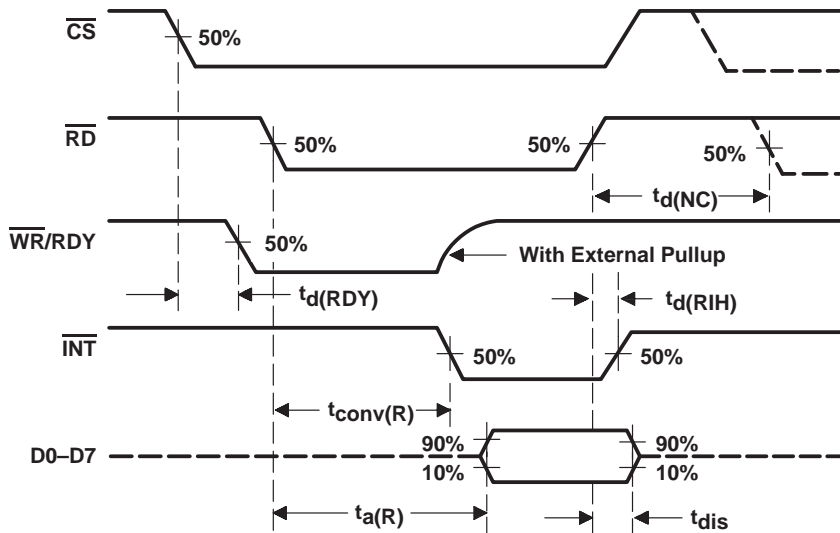 CS
50%
RD
50%
50%
50%
td(NC)
WR/RDY
50%
With External Pullup
td(RDY)
td(RIH)
INT
50%
50%
tconv(R)
D0–D7
90%
10%
90%
10%
ta(R)
tdis